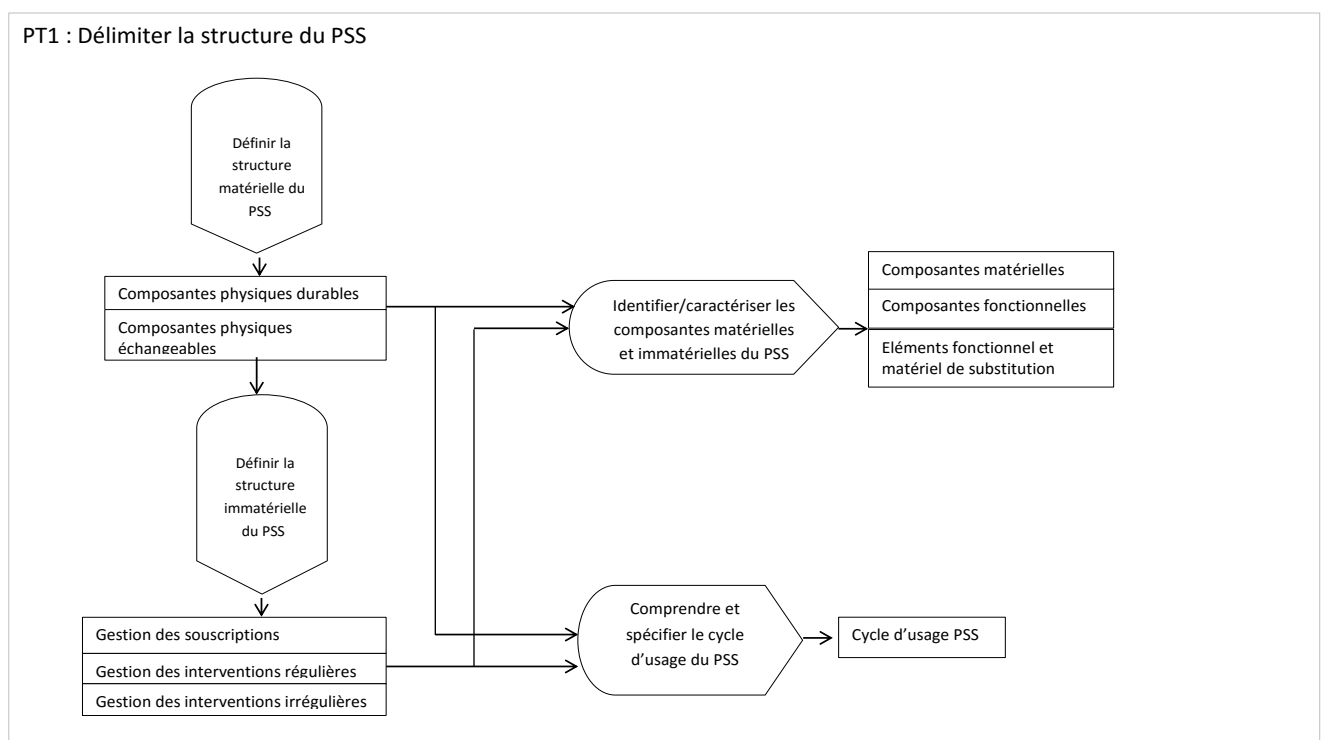 PT1 : Délimiter la structure du PSS
Définir la
structure
matérielle du
PSS
Composantes physiques durables
Composantes physiques
échangeables
Identifier/caractériser les
composantes matérielles
et immatérielles du PSS
Composantes matérielles
Composantes fonctionnelles
Eléments fonctionnel et
matériel de substitution
Définir la
structure
immatérielle
du PSS
Gestion des souscriptions
Gestion des interventions régulières
Gestion des interventions irrégulières
Comprendre et
spécifier le cycle
d’usage du PSS
Cycle d’usage PSS